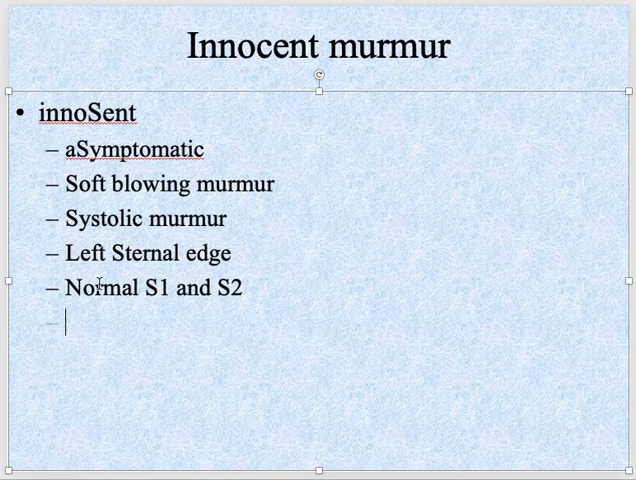 Innocent murmur
• innoSent
– aSymptomatic
– Soft blowing murmur
– Systolic murmur
– Left Sternal edge
– Normal S1 and S2
–